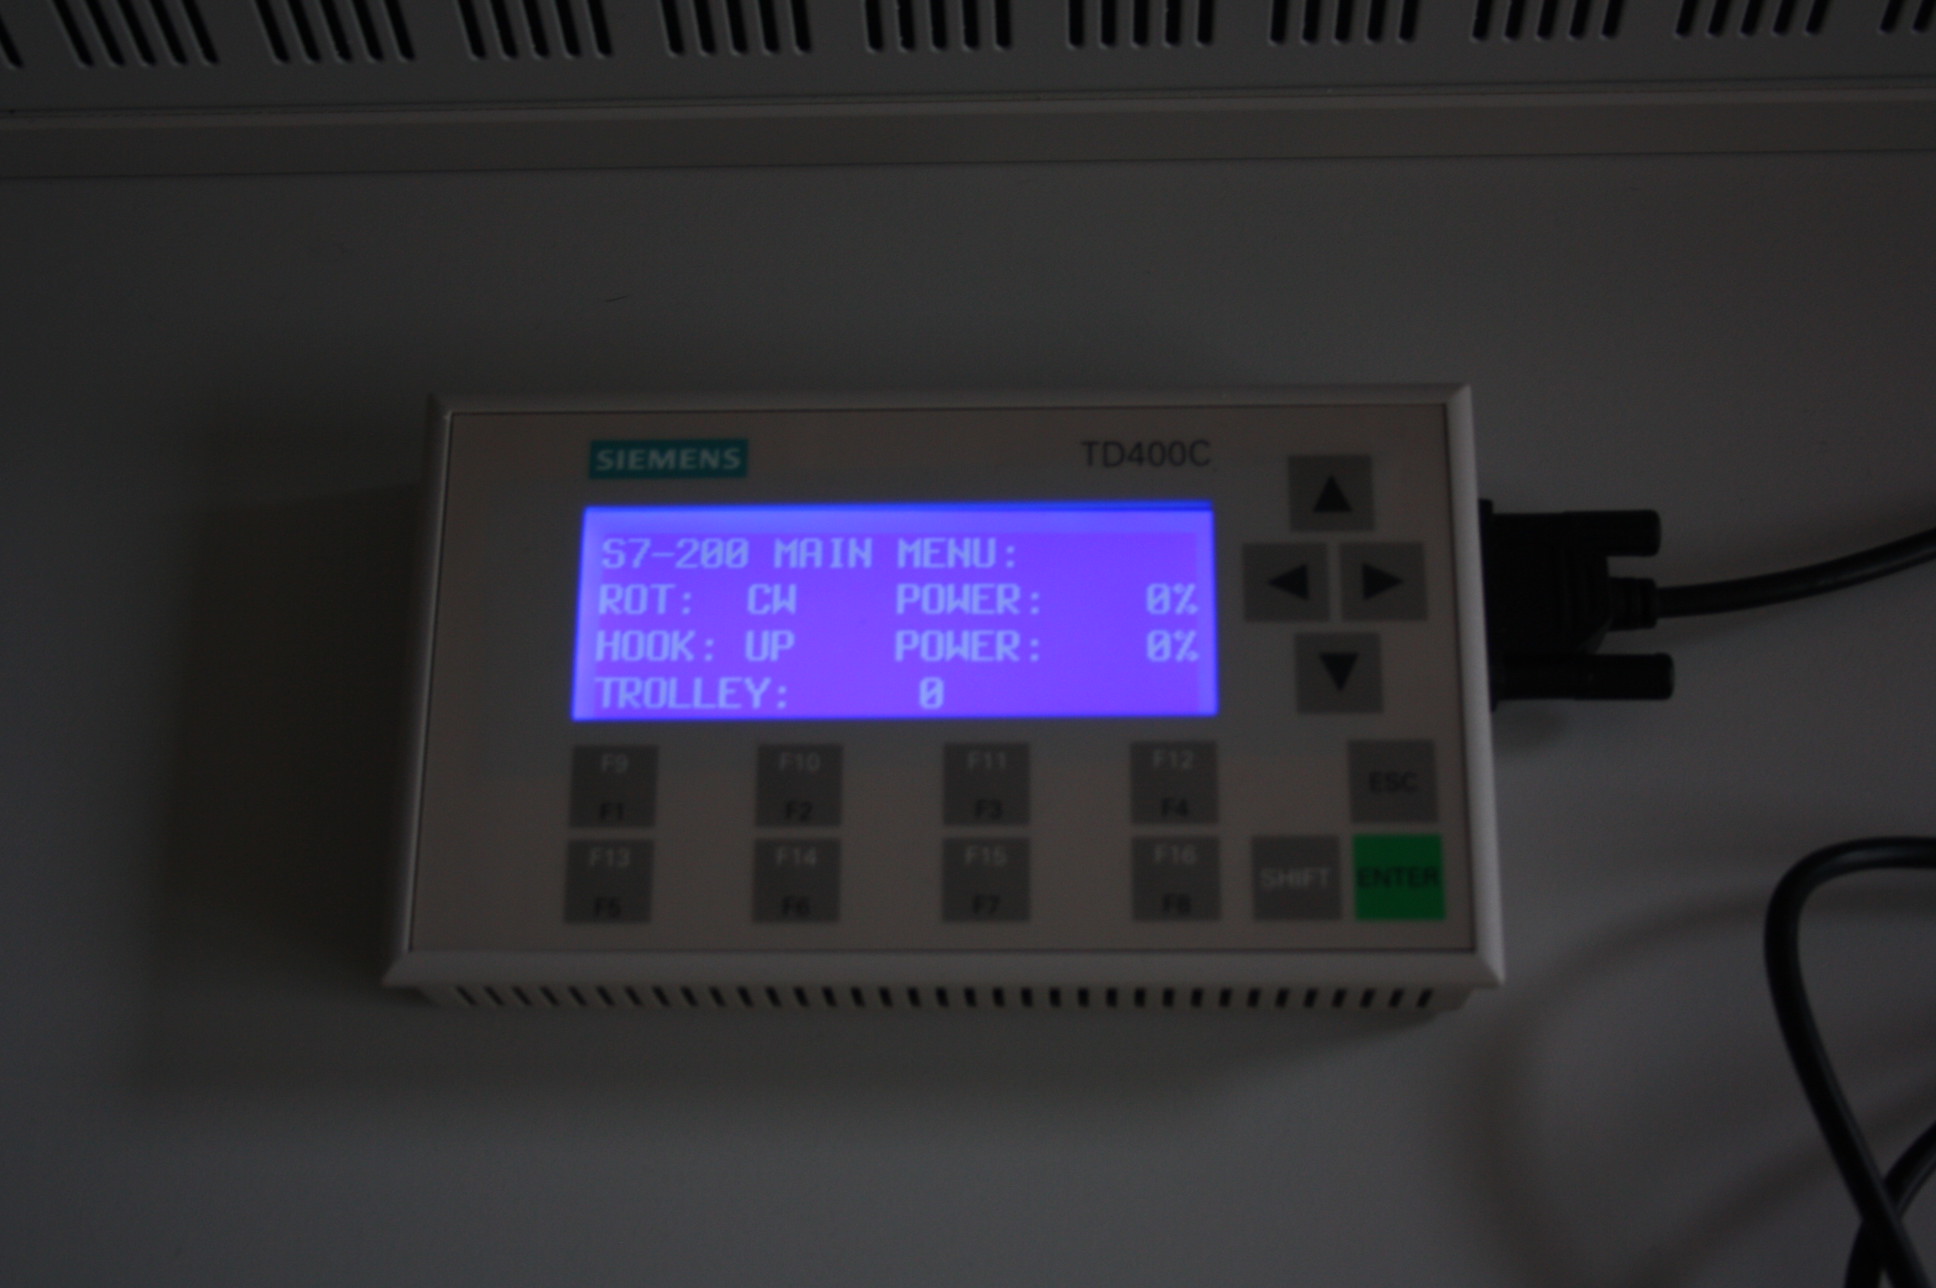 SIEMENS TD400C
S7-200 MAIN MENU:
ROT: CW POWER: 0%
HOOK: UP POWER: 0%
TROLLEY: 0
F9 F10 F11 F12
F1 F2 F3 F4 ESC
F13 F14 F15 F16
SHIFT ENTER
F5 F6 F7 F8